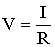 V = I/R